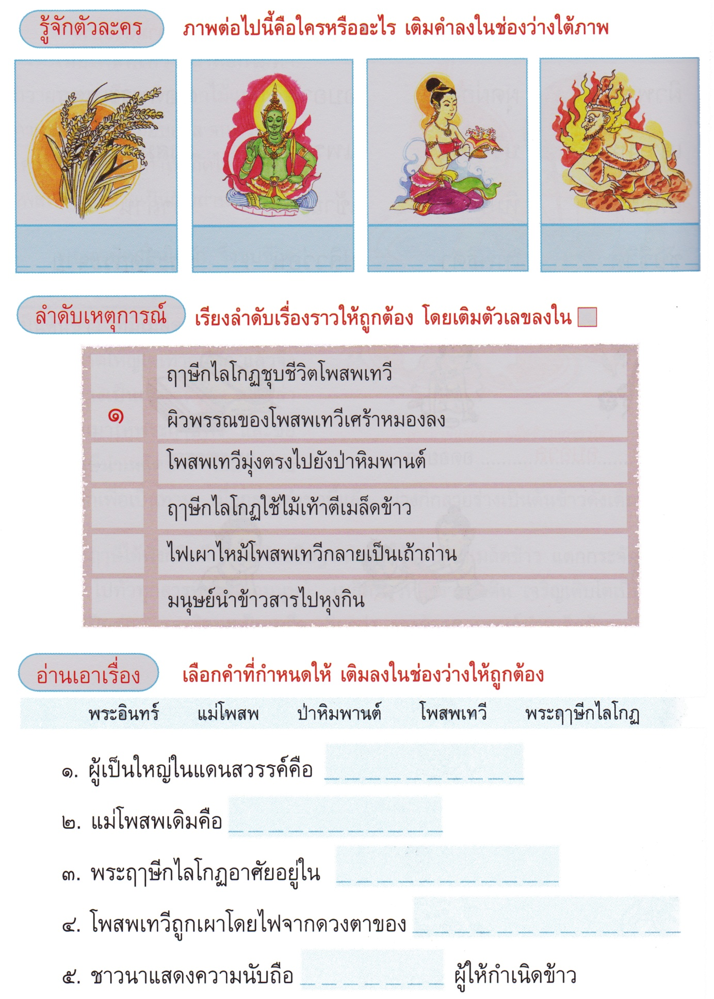 รู้จักตัวละคร ภาพต่อไปนี้คือใครหรืออะไร เติมคำลงในช่องว่างใต้ภาพ
ลำดับเหตุการณ์ เรียงลำดับเรื่องราวให้ถูกต้อง โดยเติมตัวเลขลงใน
ฤๅษีกไลโกฏชุบชีวิตโพสพเทวี
๑ ผิวพรรณของโพสพเทวีเศร้าหมองลง
โพสพเทวีมุ่งตรงไปยังป่าหิมพานต์
ฤๅษีกไลโกฏใช้ไม้เท้าตีเมล็ดข้าว
ไฟเผาไหม้โพสพเทวีกลายเป็นเถ้าถ่าน
มนุษย์นำข้าวสารไปหุงกิน
อ่านเอาเรื่อง เลือกคำที่กำหนดให้ เติมลงในช่องว่างให้ถูกต้อง
พระอินทร์ แม่โพสพ ป่าหิมพานต์ โพสพเทวี พระฤๅษีกไลโกฏ
๑. ผู้เป็นใหญ่ในแดนสวรรค์คือ
๒. แม่โพสพเดิมคือ
๓. พระฤๅษีกไลโกฏอาศัยอยู่ใน
๔. โพสพเทวีถูกเผาโดยไฟจากดวงตาของ
๕. ชาวนาแสดงความนับถือ ผู้ให้กำเนิดข้าว